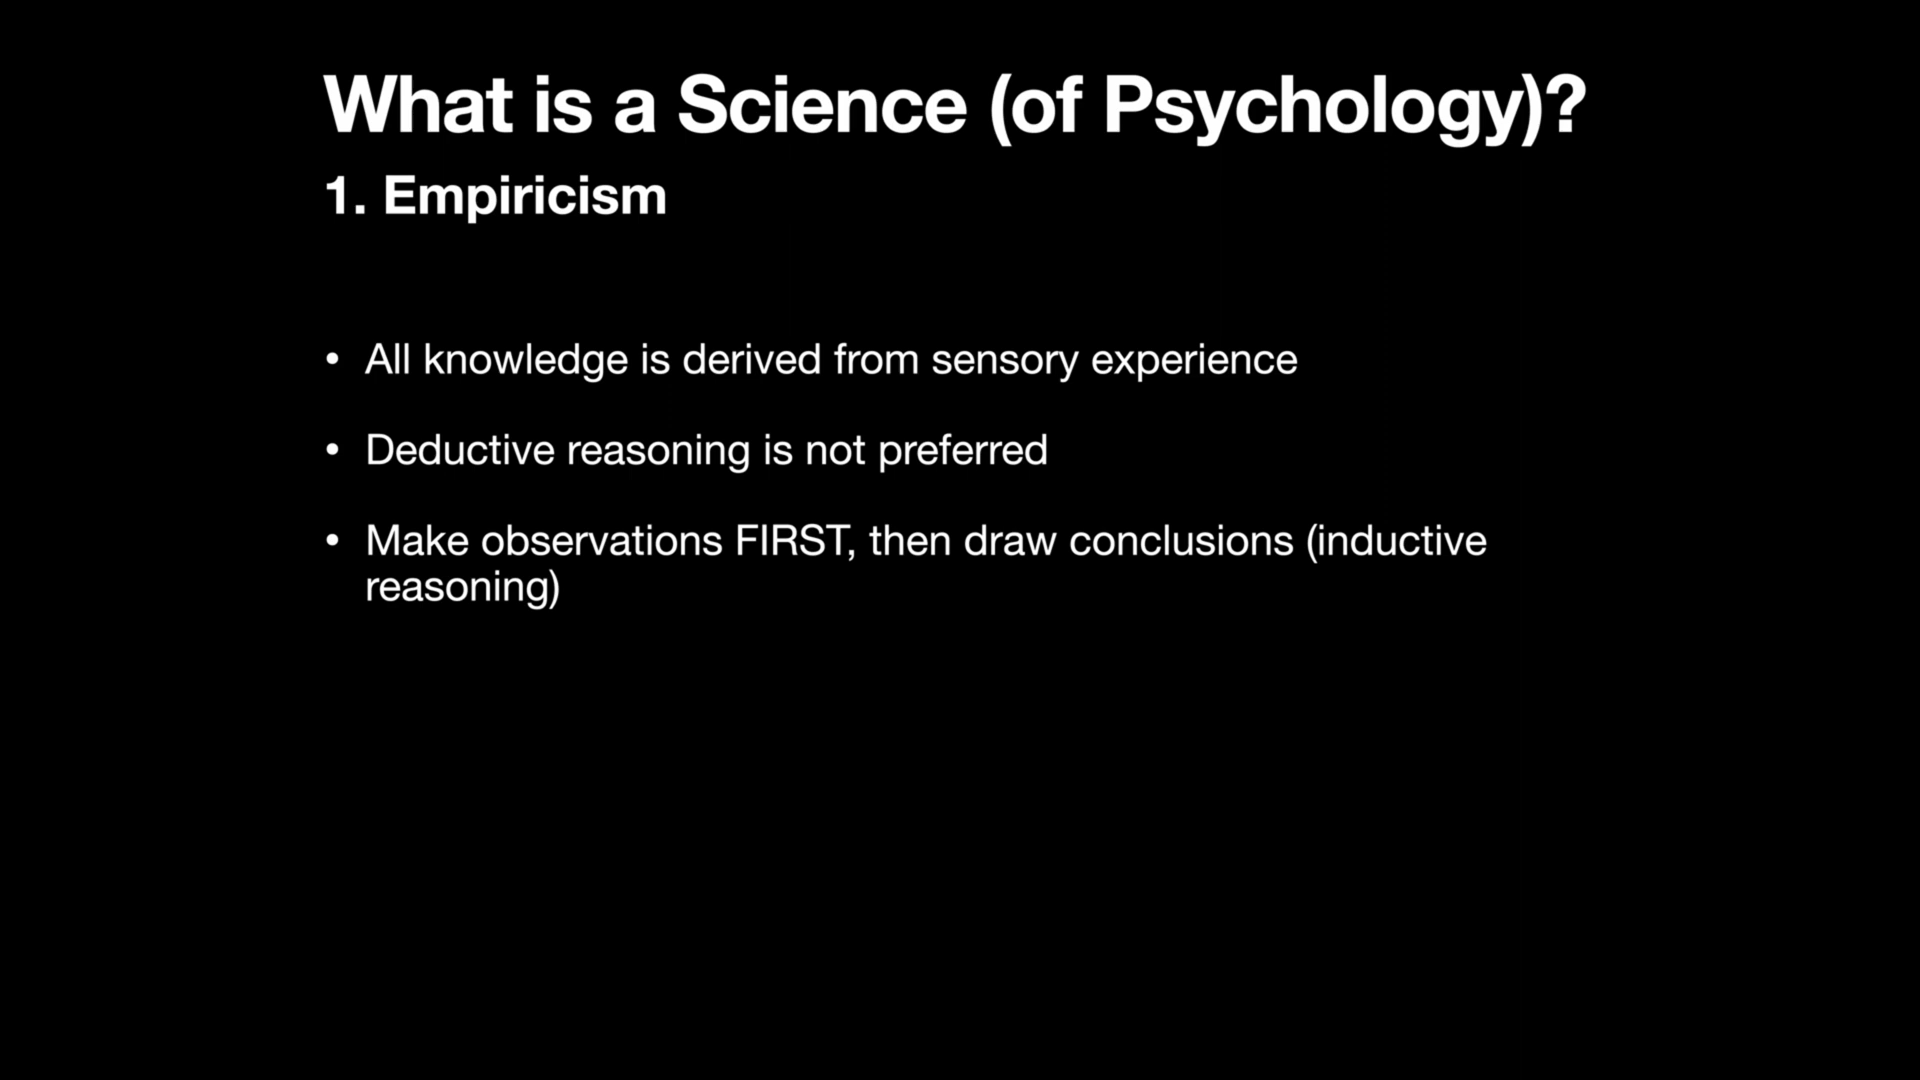 What is a Science (of Psychology)?
1. Empiricism
• All knowledge is derived from sensory experience
• Deductive reasoning is not preferred
• Make observations FIRST, then draw conclusions (inductive
reasoning)